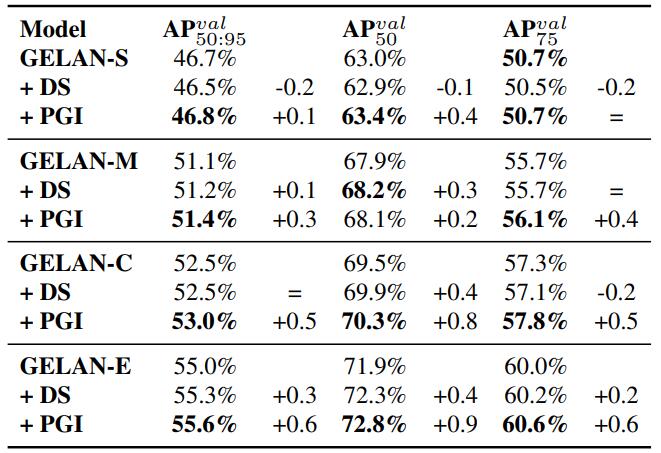 Model AP^{val}_{50:95} AP^{val}_{50} AP^{val}_{75}
GELAN-S 46.7% 63.0% 50.7%
+ DS 46.5% -0.2 62.9% -0.1 50.5% -0.2
+ PGI 46.8% +0.1 63.4% +0.4 50.7% =
GELAN-M 51.1% 67.9% 55.7%
+ DS 51.2% +0.1 68.2% +0.3 55.7% =
+ PGI 51.4% +0.3 68.1% +0.2 56.1% +0.4
GELAN-C 52.5% 69.5% 57.3%
+ DS 52.5% = 69.9% +0.4 57.1% -0.2
+ PGI 53.0% +0.5 70.3% +0.8 57.8% +0.5
GELAN-E 55.0% 71.9% 60.0%
+ DS 55.3% +0.3 72.3% +0.4 60.2% +0.2
+ PGI 55.6% +0.6 72.8% +0.9 60.6% +0.6